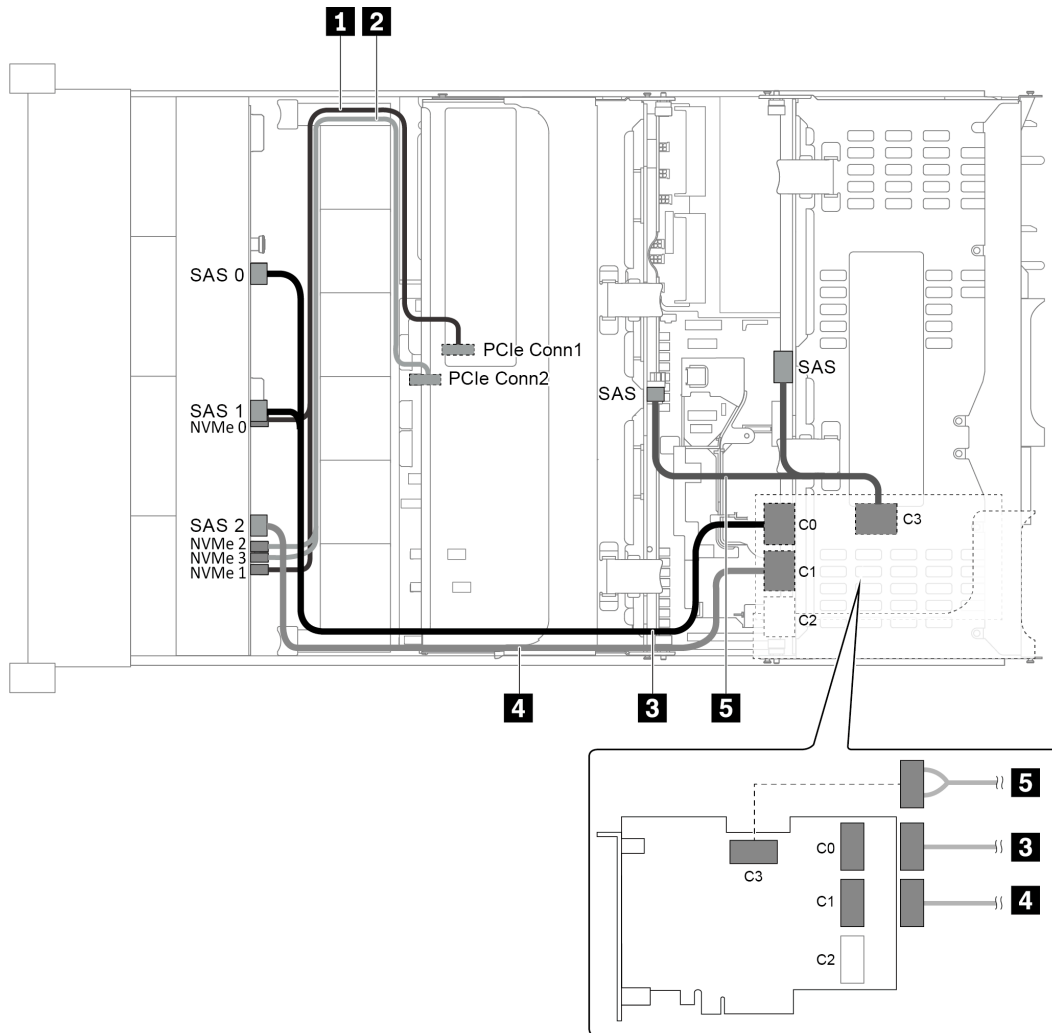 1 2
SAS 0
PCIe Conn1
PCIe Conn2
SAS
SAS
SAS 1
NVMe 0
SAS 2
NVMe 2
NVMe 3
NVMe 1
C0
C3
C1
C2
4
3
5
5
C0
3
C3
C1
4
C2